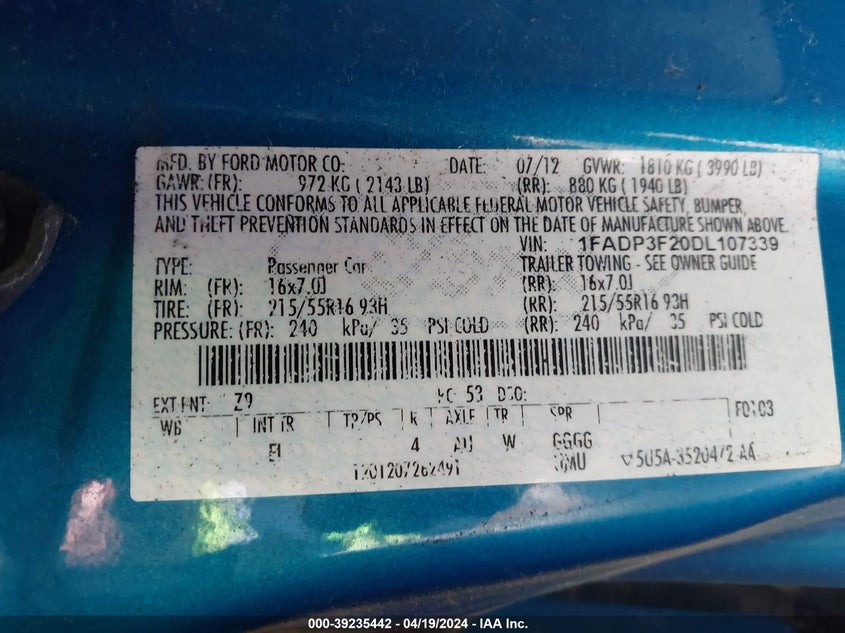 MFD. BY FORD MOTOR CO- DATE: 07/12 GVWR: 1810 KG ( 3990 LB)
GAWR: (FR): 972 KG ( 2143 LB) (RR): 880 KG ( 1940 LB)
THIS VEHICLE CONFORMS TO ALL APPLICABLE FEDERAL MOTOR VEHICLE SAFETY, BUMPER,
AND THEFT PREVENTION STANDARDS IN EFFECT ON THE DATE OF MANUFACTURE SHOWN ABOVE.
VIN: 1FADP3F20DL107339
TYPE: Passenger Car TRAILER TOWING - SEE OWNER GUIDE
RIM: (FR): 16x7.0J (RR): 16x7.0J
TIRE: (FR): 215/55R16 93H (RR): 215/55R16 93H
PRESSURE: (FR): 240 kPa/ 35 PSI COLD (RR): 240 kPa/ 35 PSI COLD
EXT PNT: RC: 53 DSO:
WB INT TR TP/PS R AXLE TR SPR F0103
4 W GGGG
000-39235442 - 04/19/2024 - IAA Inc.